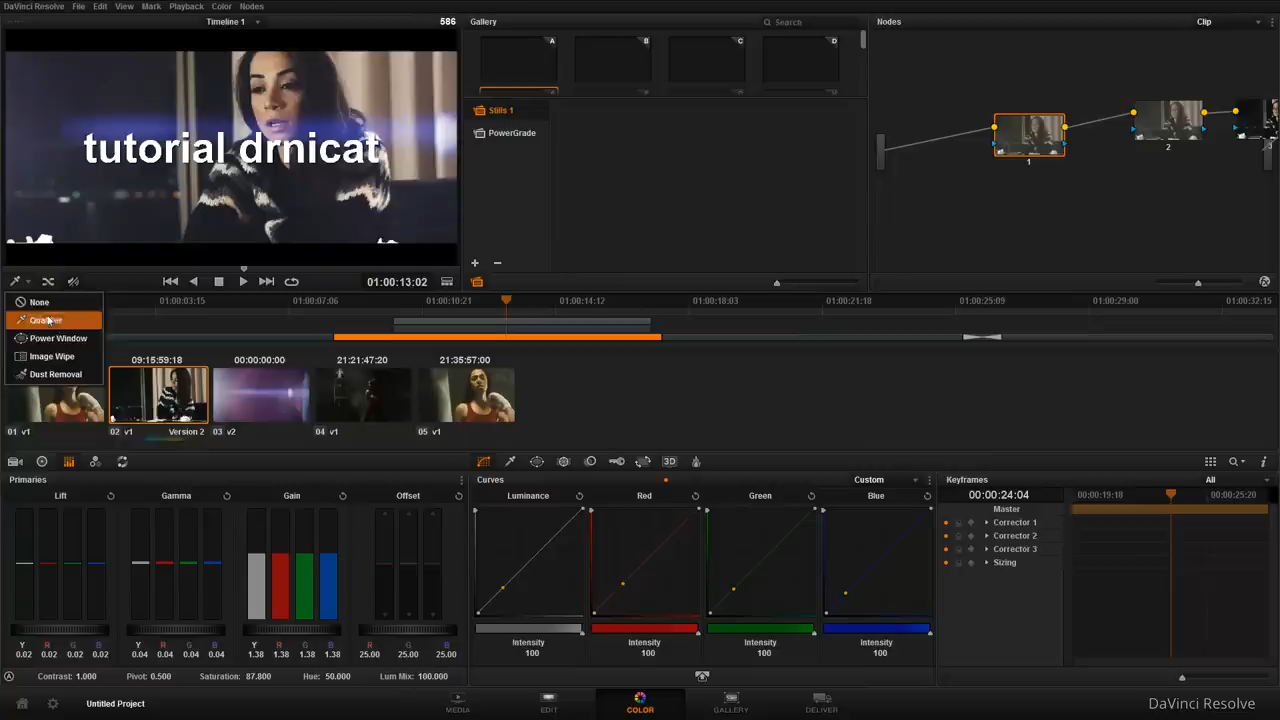 DaVinci Resolve File Edit View Mark Playback Color Nodes
Timeline 1 586 Gallery Search Nodes Clip
A B C D
tutorial drnicat
Stills 1
PowerGrade
1 2
01:00:13:02
01:00:03:15 01:00:07:06 01:00:10:21 01:00:14:12 01:00:18:03 01:00:21:18 01:00:25:09 01:00:29:00 01:00:32:15
None
Power Window
Image Wipe
Dust Removal
09:15:59:18 00:00:00:00 21:21:47:20 21:35:57:00
01 v1 02 v1 Version 2 03 v2 04 v1 05 v1
3D
Primaries Curves Custom Keyframes All
Lift Gamma Gain Offset Luminance Red Green Blue
00:00:24:04 00:00:19:18 00:00:25:20
Master
Corrector 1
Corrector 2
Corrector 3
Sizing
Y R G B Y R G B Y R G B R G B
0.02 0.02 0.02 0.02 0.04 0.04 0.04 0.04 1.38 1.38 1.38 1.38 25.00 25.00 25.00
Intensity Intensity Intensity Intensity
100 100 100 100
Contrast: 1.000 Pivot: 0.500 Saturation: 87.800 Hue: 50.000 Lum Mix: 100.000
Untitled Project MEDIA EDIT COLOR GALLERY DELIVER DaVinci Resolve